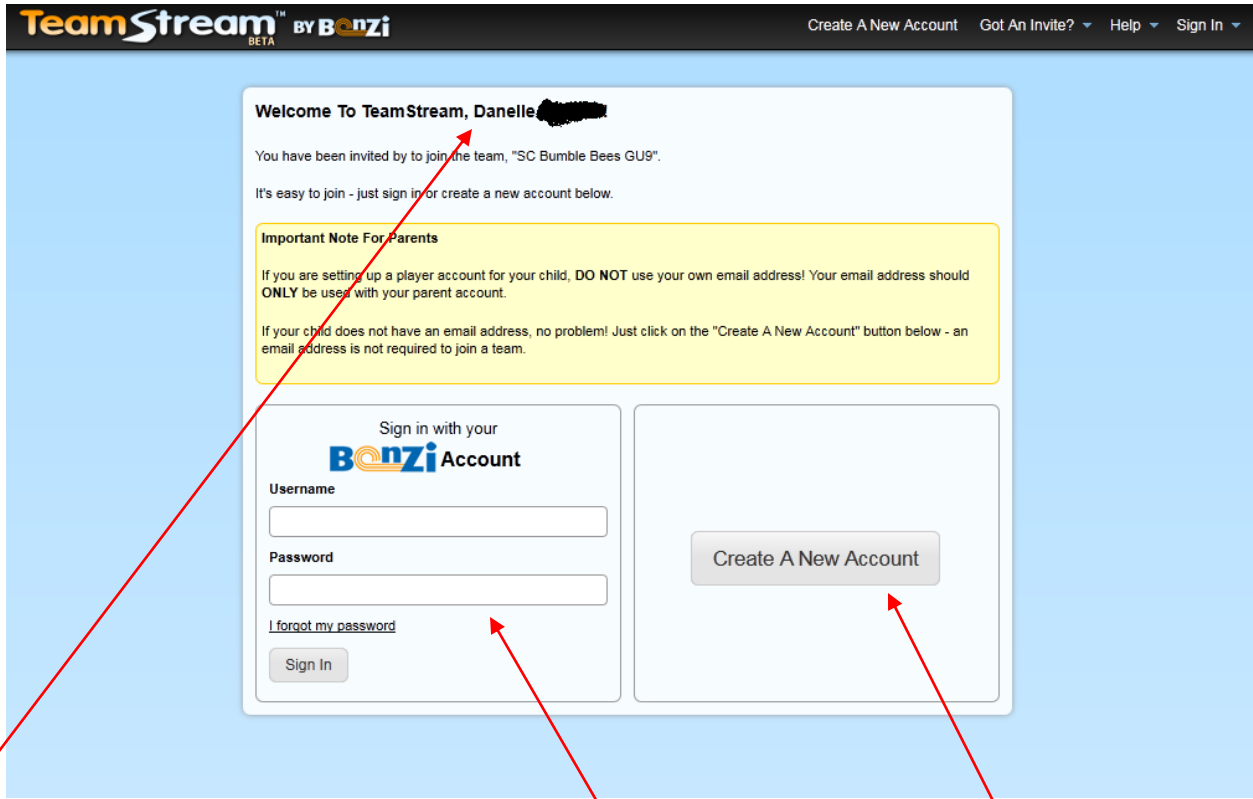 TeamStream™ BY Bonzi
BETA
Create A New Account Got An Invite? Help Sign In
Welcome To TeamStream, Danelle
You have been invited by to join the team, "SC Bumble Bees GU9".
It's easy to join - just sign in or create a new account below.
Important Note For Parents
If you are setting up a player account for your child, DO NOT use your own email address! Your email address should
ONLY be used with your parent account.
If your child does not have an email address, no problem! Just click on the "Create A New Account" button below - an
email address is not required to join a team.
Sign in with your
Bonzi Account
Username
Password
I forgot my password
Sign In
Create A New Account